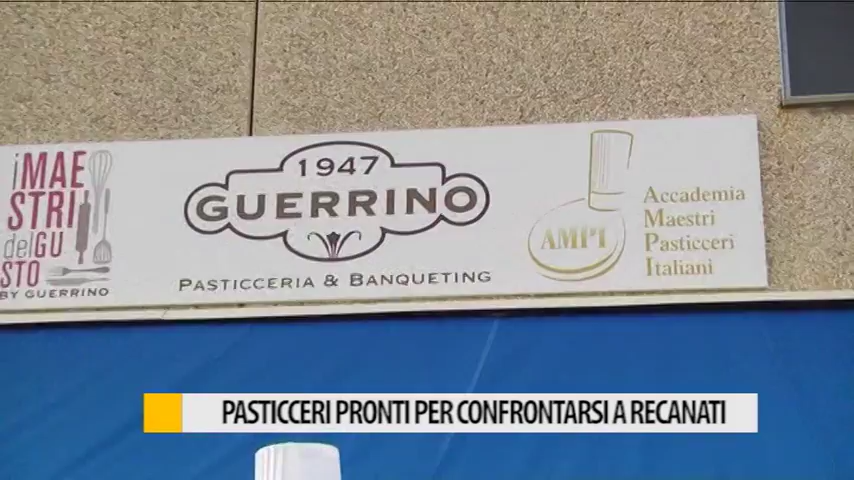 iMAE
STRI
delGU
STO
BY GUERRINO
1947
GUERRINO
PASTICCERIA & BANQUETING
AMPI
Accademia
Maestri
Pasticceri
Italiani
PASTICCERI PRONTI PER CONFRONTARSI A RECANATI